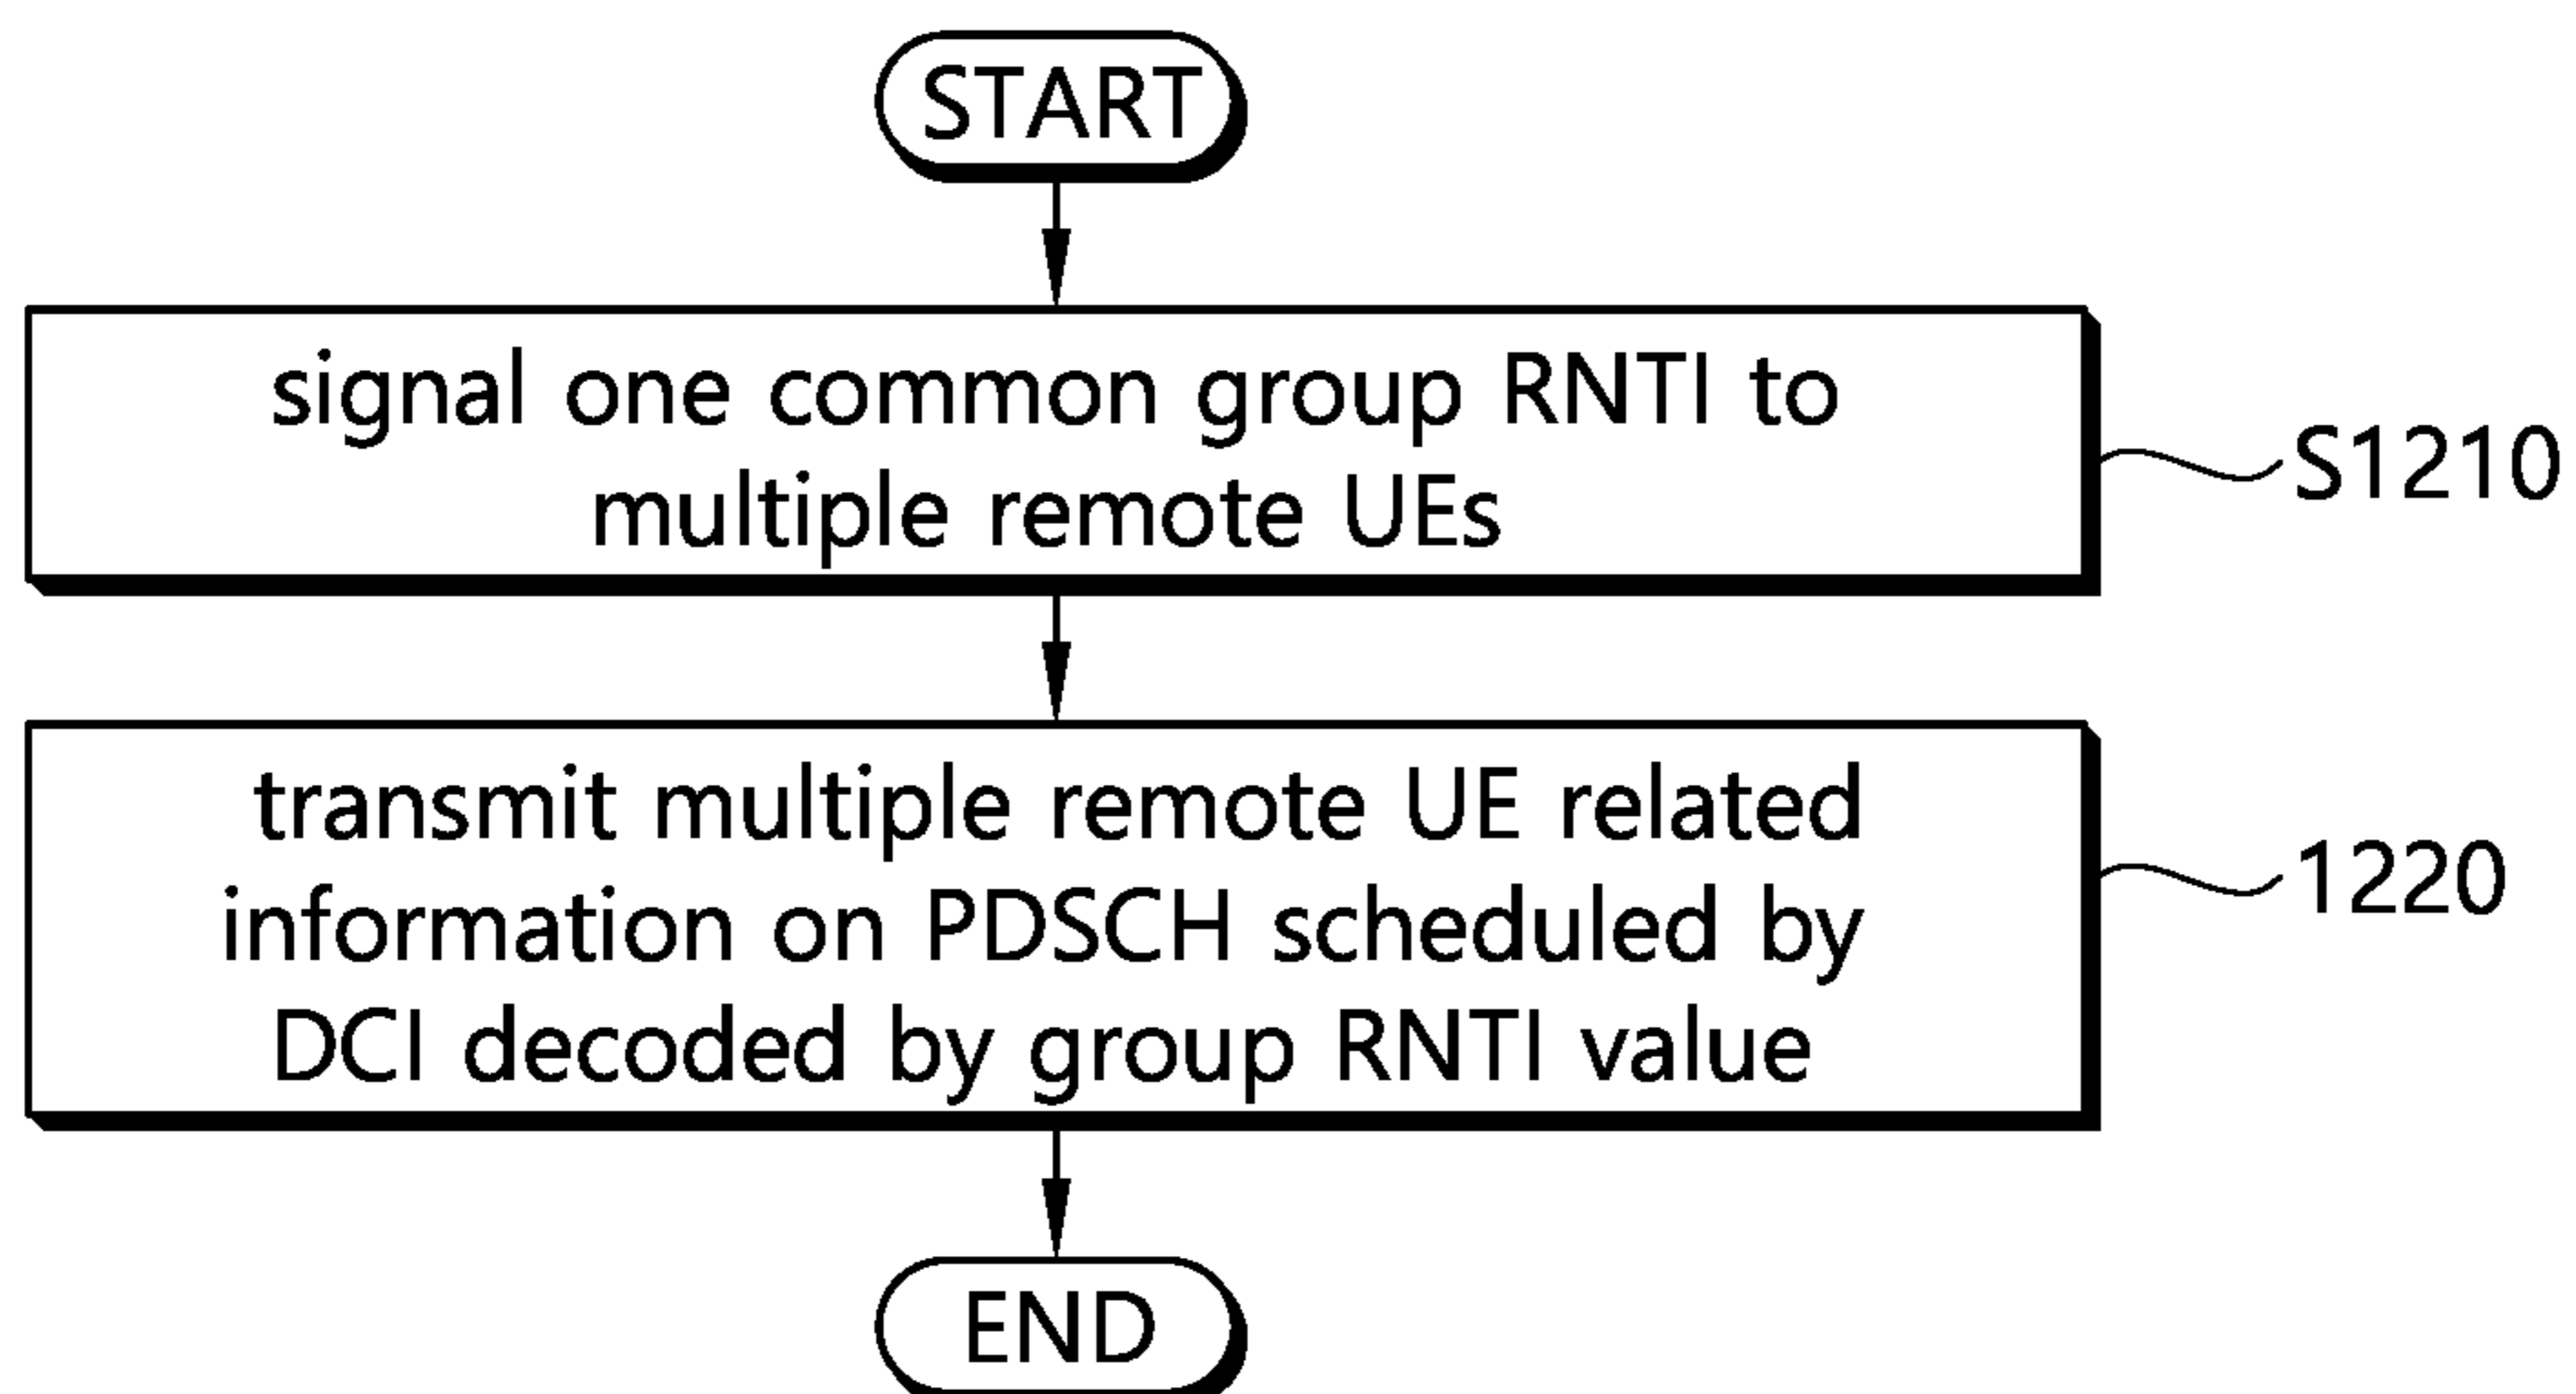 START
signal one common group RNTI to
multiple remote UEs
S1210
transmit multiple remote UE related
information on PDSCH scheduled by
DCI decoded by group RNTI value
1220
END